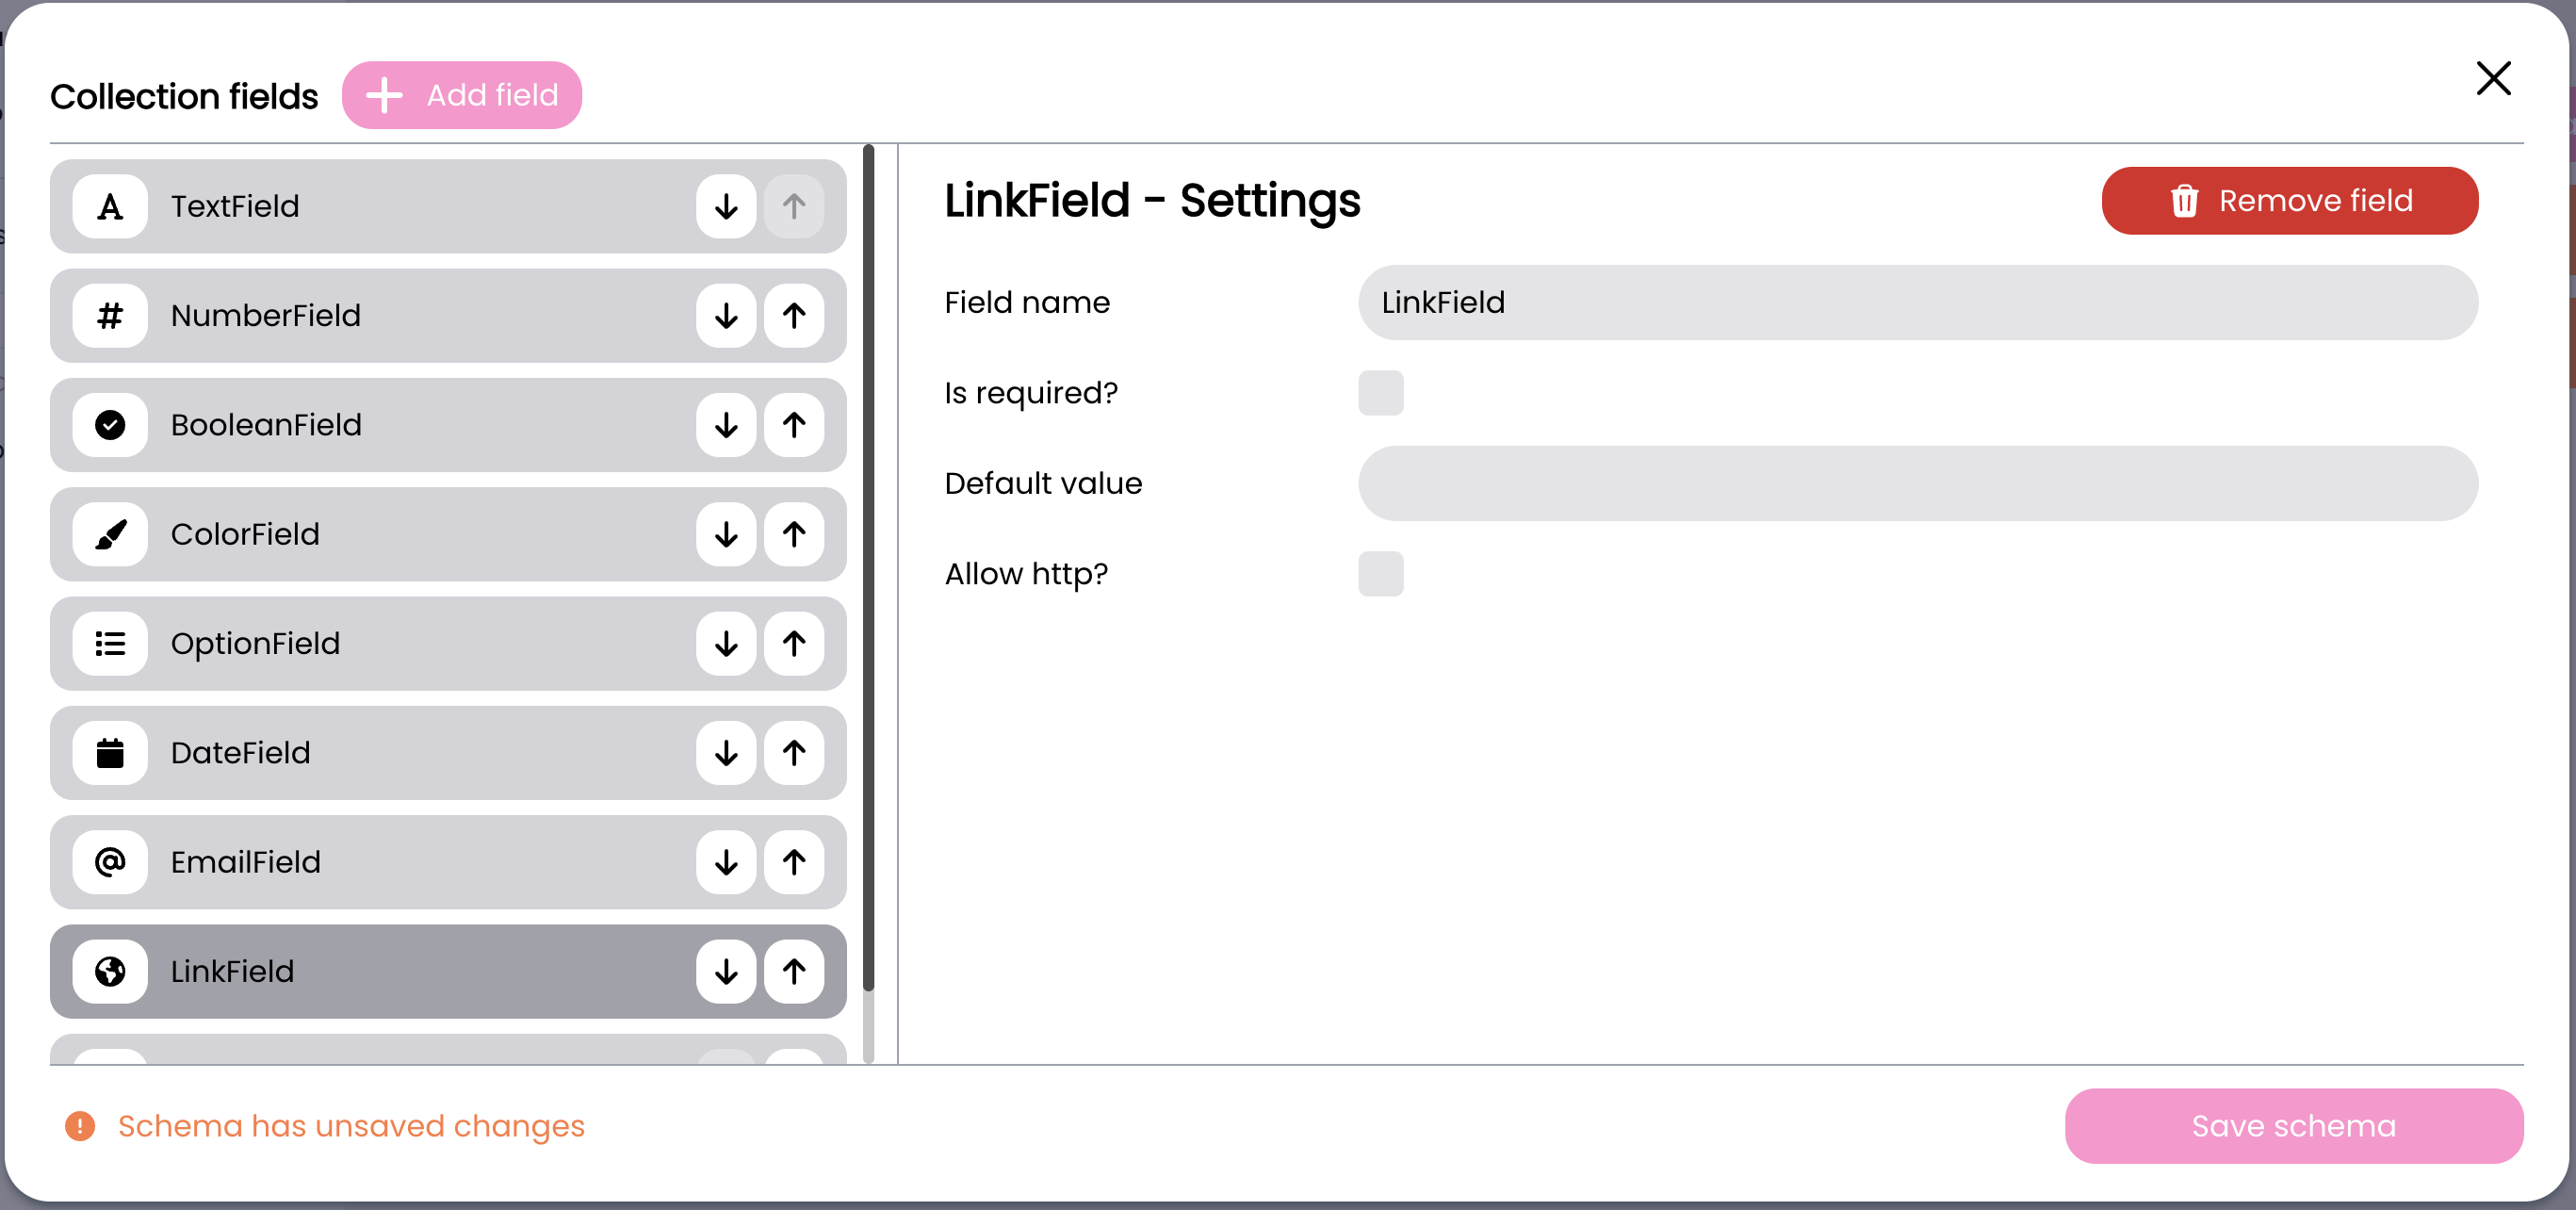 Collection fields
Add field
TextField
NumberField
BooleanField
ColorField
OptionField
DateField
EmailField
LinkField
LinkField - Settings
Remove field
Field name
LinkField
Is required?
Default value
Allow http?
Schema has unsaved changes
Save schema